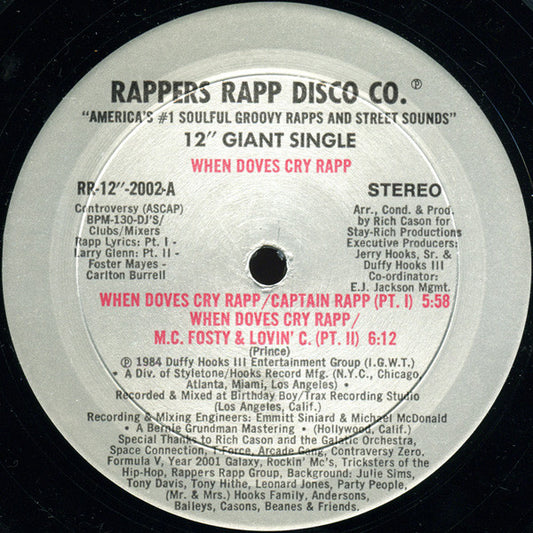 RAPPERS RAPP DISCO CO. ℗
"AMERICA'S #1 SOULFUL GROOVY RAPPS AND STREET SOUNDS"
12" GIANT SINGLE
WHEN DOVES CRY RAPP
RR-12"-2002-A
STEREO
Controversy (ASCAP)
BPM-130-DJ'S/
Clubs/Mixers
Rapp Lyrics: Pt. I -
Larry Glenn: Pt. II -
Foster Mayes -
Carlton Burrell
Arr., Cond. & Prod.
by Rich Cason for
Stay-Rich Productions
Executive Producers:
Jerry Hooks, Sr. &
Duffy Hooks III
Co-ordinator:
E.J. Jackson Mgmt.
WHEN DOVES CRY RAPP/CAPTAIN RAPP (PT. I) 5:58
WHEN DOVES CRY RAPP/
M.C. FOSTY & LOVIN' C. (PT. II) 6:12
(Prince)
℗ 1984 Duffy Hooks III Entertainment Group (I.G.W.T.)
• A Div. of Styletone/Hooks Record Mfg. (N.Y.C., Chicago,
Atlanta, Miami, Los Angeles) •
Recorded & Mixed at Birthday Boy/Trax Recording Studio
(Los Angeles, Calif.)
Recording & Mixing Engineers: Emmitt Siniard & Michael McDonald
• A Bernie Grundman Mastering • (Hollywood, Calif.)
Special Thanks to Rich Cason and the Galatic Orchestra,
Space Connection, T-Force, Arcade Gang, Contraversy Zero,
Formula V, Year 2001 Galaxy, Rockin' Mc's, Tricksters of the
Hip-Hop, Rappers Rapp Group, Background: Julie Sims,
Tony Davis, Tony Hithe, Leonard Jones, Party People,
(Mr. & Mrs.) Hooks Family, Andersons,
Baileys, Casons, Beanes & Friends.